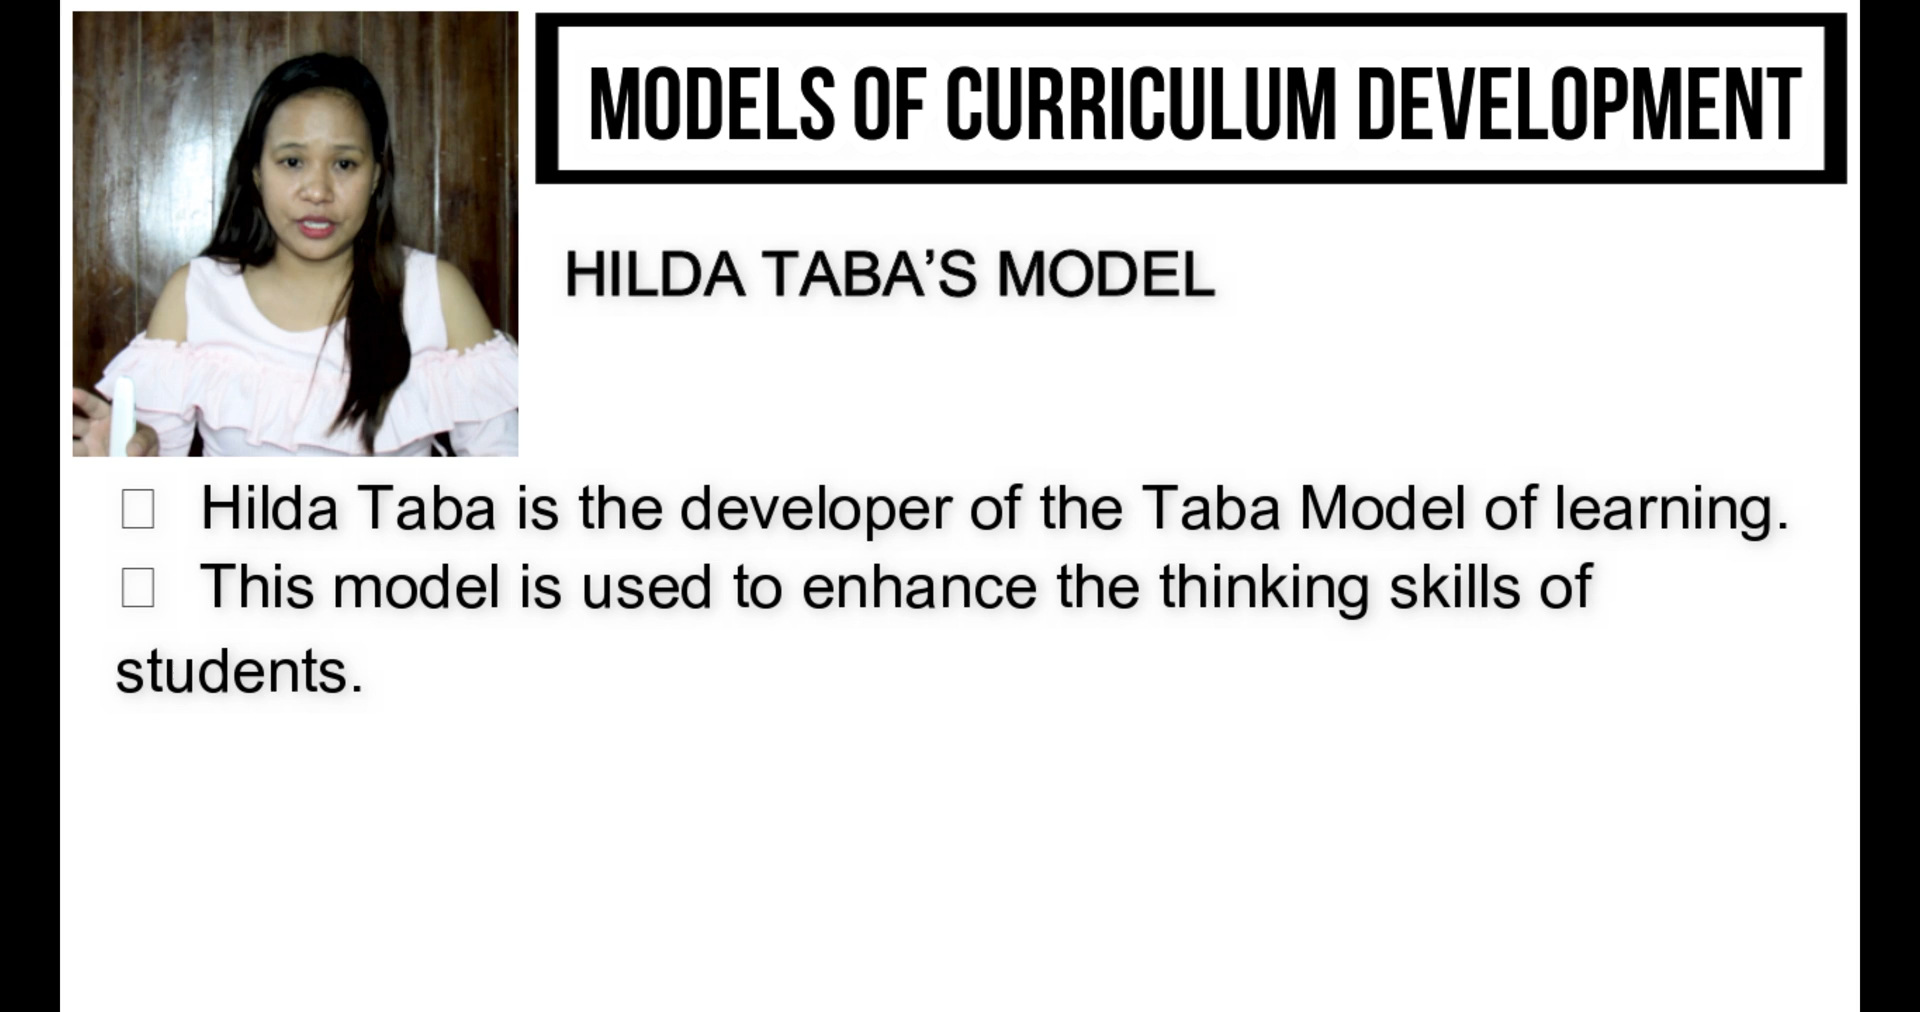 MODELS OF CURRICULUM DEVELOPMENT
HILDA TABA’S MODEL
Hilda Taba is the developer of the Taba Model of learning.
This model is used to enhance the thinking skills of
students.